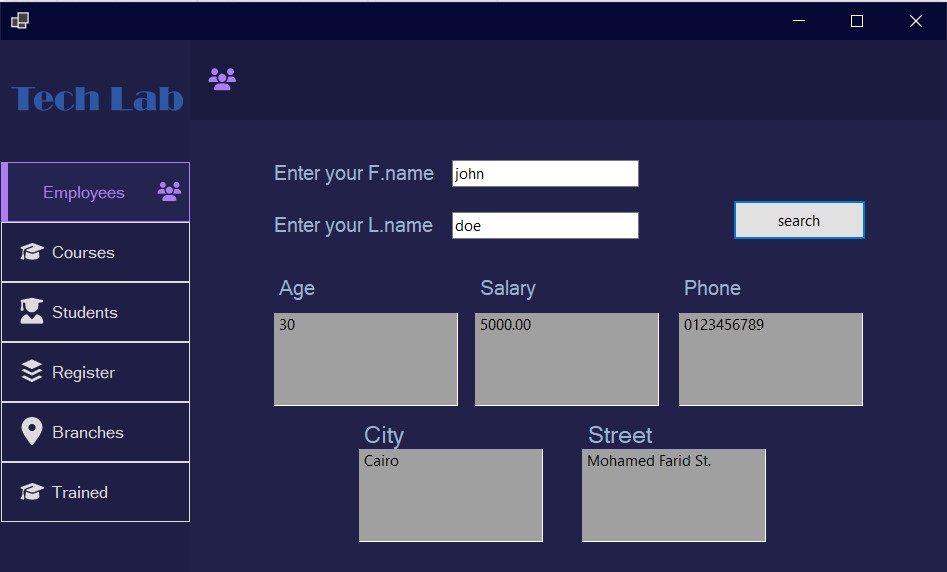 Tech Lab
Employees
Courses
Students
Register
Branches
Trained
Enter your F.name john
Enter your L.name doe
search
Age Salary Phone
30 5000.00 0123456789
City Street
Cairo Mohamed Farid St.